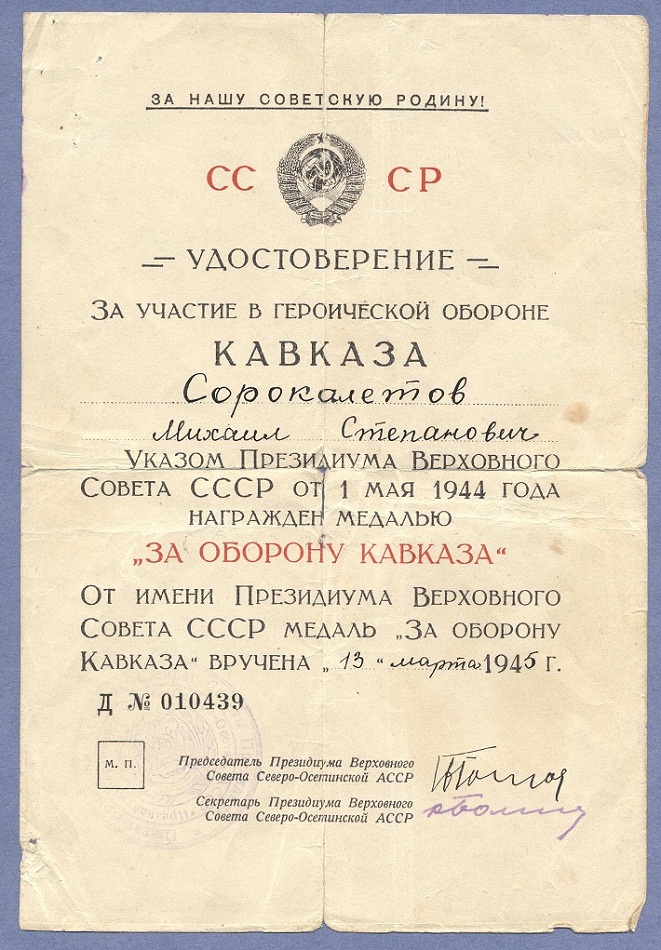 ЗА НАШУ СОВЕТСКУЮ РОДИНУ!
СС СР
УДОСТОВЕРЕНИЕ
ЗА УЧАСТИЕ В ГЕРОИЧЕСКОЙ ОБОРОНЕ
КАВКАЗА
Сорокалетов
Михаил Степанович
УКАЗОМ ПРЕЗИДИУМА ВЕРХОВНОГО
СОВЕТА СССР ОТ 1 МАЯ 1944 ГОДА
НАГРАЖДЕН МЕДАЛЬЮ
„ЗА ОБОРОНУ КАВКАЗА“
ОТ ИМЕНИ ПРЕЗИДИУМА ВЕРХОВНОГО
СОВЕТА СССР МЕДАЛЬ „ЗА ОБОРОНУ
КАВКАЗА“ ВРУЧЕНА „13“ марта 1945 г.
Д № 010439
М. П.
Председатель Президиума Верховного
Совета Северо-Осетинской АССР
Секретарь Президиума Верховного
Совета Северо-Осетинской АССР